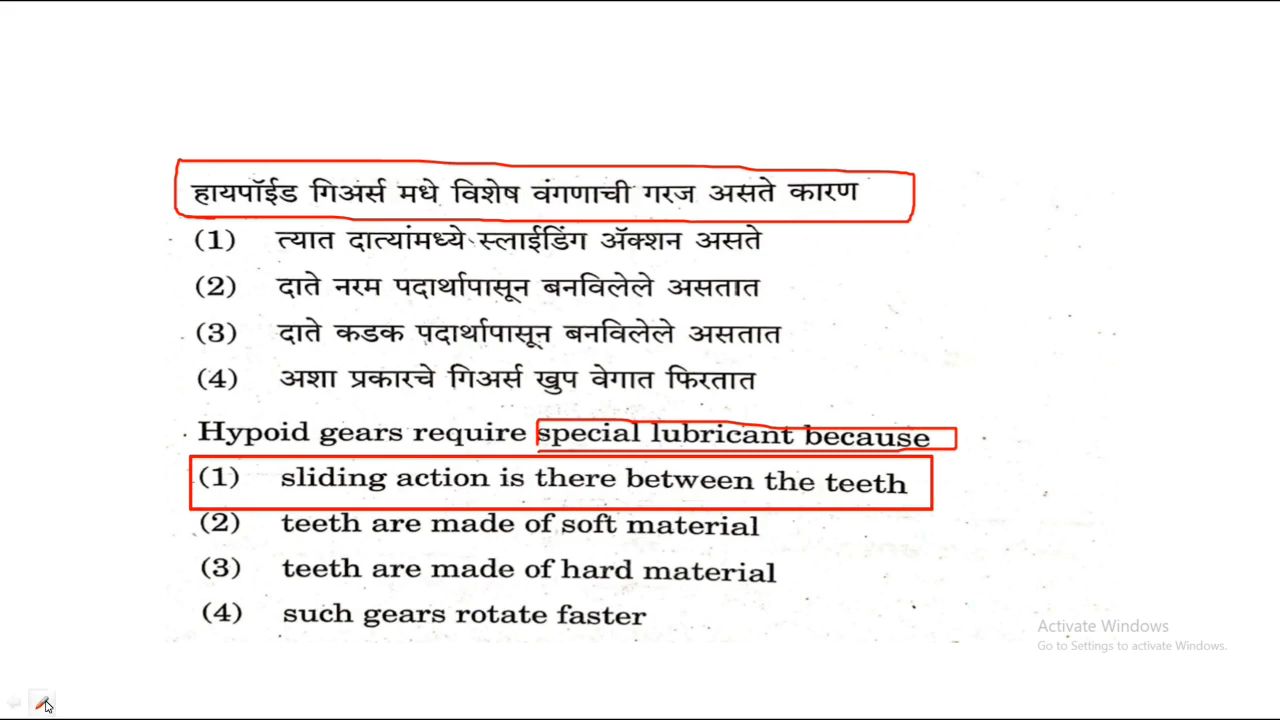 हायपॉईड गिअर्स मधे विशेष वंगणाची गरज असते कारण
(1) त्यात दात्यांमध्ये स्लाईडिंग ॲक्शन असते
(2) दाते नरम पदार्थापासून बनविलेले असतात
(3) दाते कडक पदार्थापासून बनविलेले असतात
(4) अशा प्रकारचे गिअर्स खुप वेगात फिरतात
Hypoid gears require special lubricant because
(1) sliding action is there between the teeth
(2) teeth are made of soft material
(3) teeth are made of hard material
(4) such gears rotate faster
Activate Windows
Go to Settings to activate Windows.